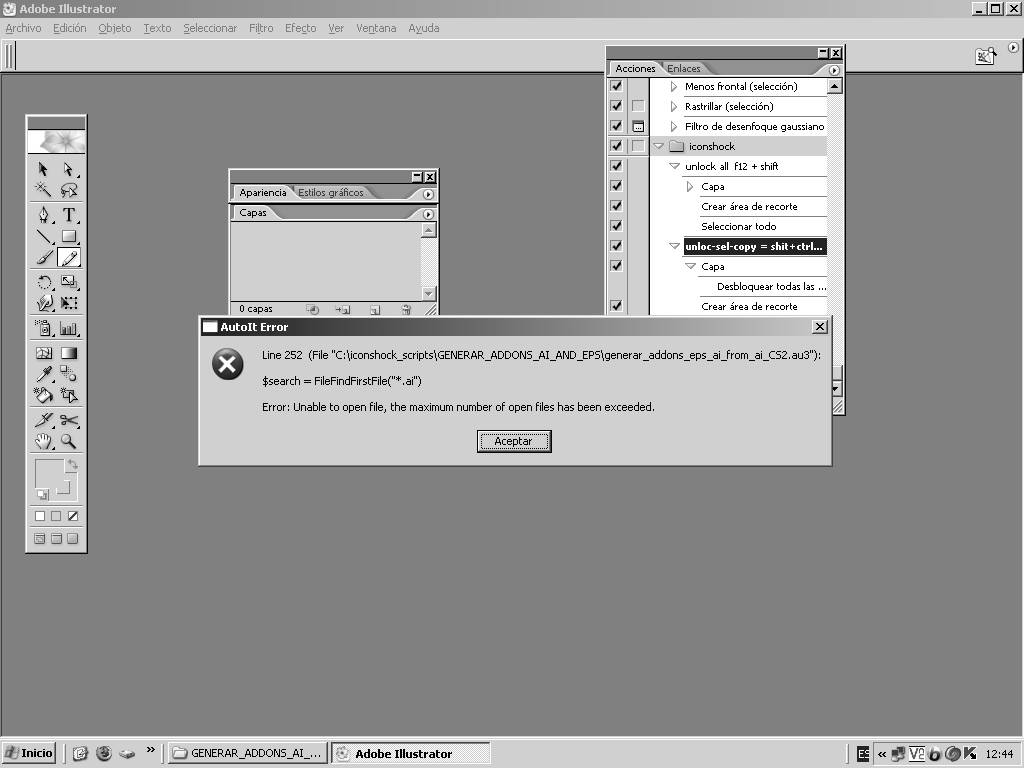 Adobe Illustrator
Archivo Edición Objeto Texto Seleccionar Filtro Efecto Ver Ventana Ayuda
Acciones Enlaces
Menos frontal (selección)
Rastrillar (selección)
Filtro de desenfoque gaussiano
iconshock
unlock all f12 + shift
Capa
Crear área de recorte
Seleccionar todo
unloc-sel-copy = shit+ctrl...
Capa
Desbloquear todas las ...
Crear área de recorte
Apariencia Estilos gráficos
Capas
0 capas
AutoIt Error
Line 252 (File "C:\iconshock_scripts\GENERAR_ADDONS_AI_AND_EPS\generar_addons_eps_ai_from_ai_CS2.au3"):
$search = FileFindFirstFile("*.ai")
Error: Unable to open file, the maximum number of open files has been exceeded.
Aceptar
Inicio » GENERAR_ADDONS_AI_... Adobe Illustrator ES « 12:44